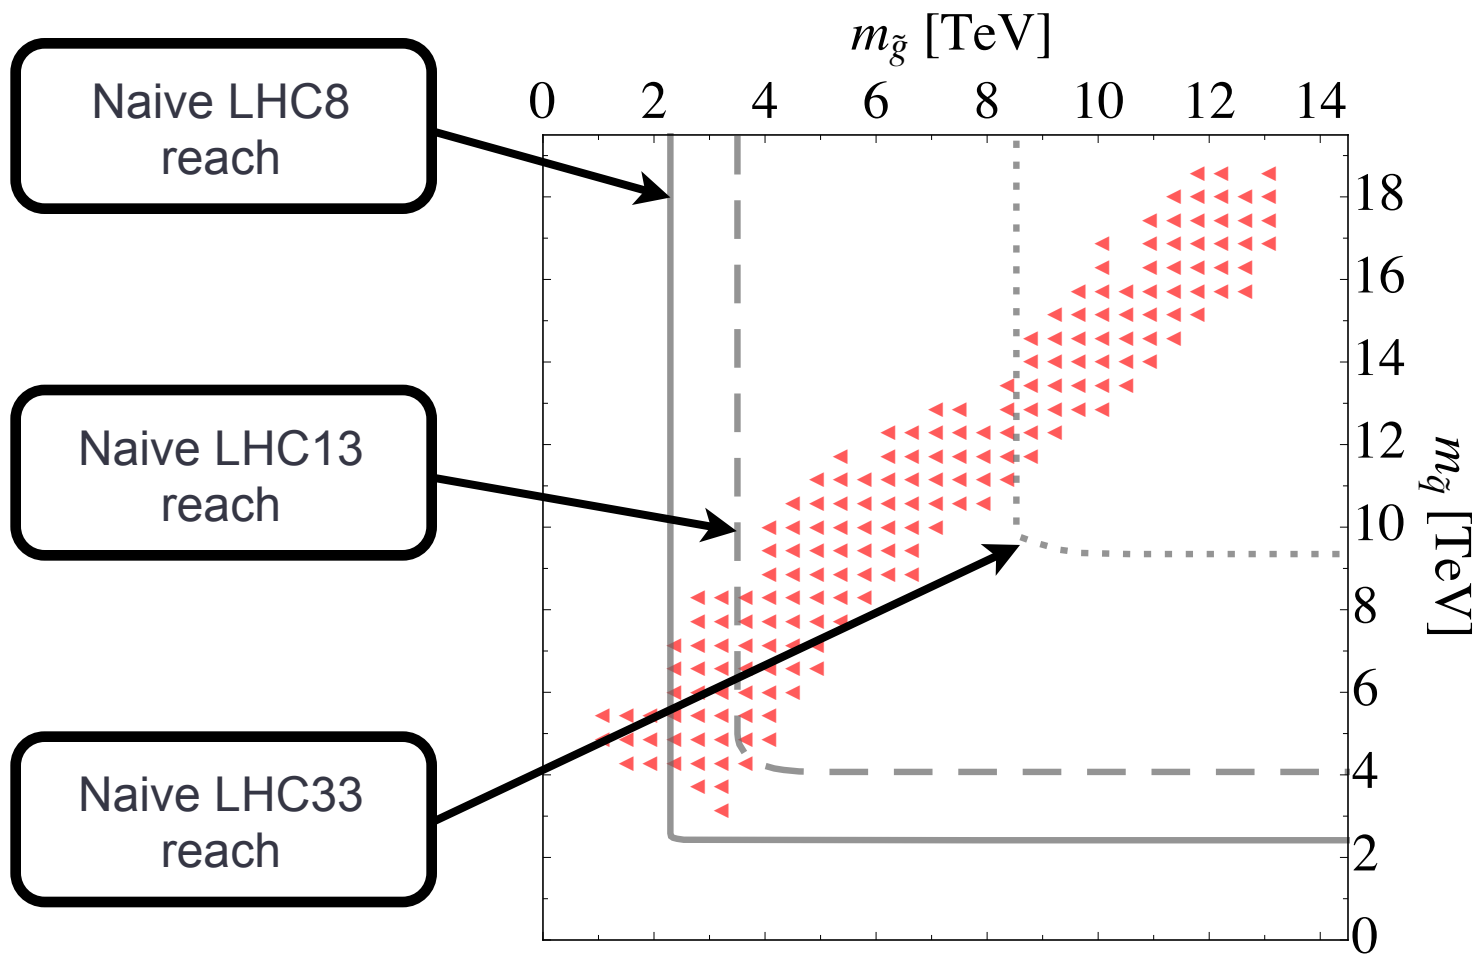 m_g̃ [TeV]
0 2 4 6 8 10 12 14
Naive LHC8
reach
Naive LHC13
reach
Naive LHC33
reach
18
16
14
12
10
8
6
4
2
0
m_q̃ [TeV]